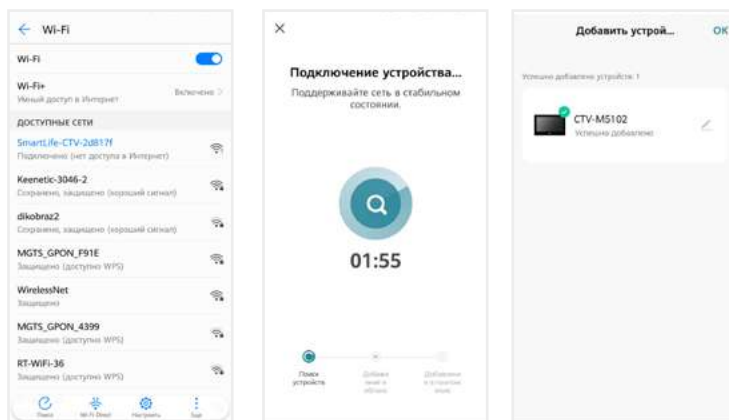 Wi-Fi
Wi-Fi
Wi-Fi+
Умный доступ в Интернет
Включено
ДОСТУПНЫЕ СЕТИ
SmartLife-CTV-2d817f
Подключено (нет доступа в Интернет)
Keenetic-3046-2
Сохранено, защищено (хороший сигнал)
dikobraz2
Сохранено, защищено (хороший сигнал)
MGTS_GPON_F91E
Защищено (доступно WPS)
WirelessNet
Защищено
MGTS_GPON_4399
Защищено (доступно WPS)
RT-WiFi-36
Защищено (доступно WPS)
Поиск
Wi-Fi Direct
Настроить
Ещё
Подключение устройства...
Поддерживайте сеть в стабильном
состоянии.
01:55
Поиск
устройств
Добавить устрой...
ОК
Успешно добавлено устройств: 1
CTV-M5102
Успешно добавлено